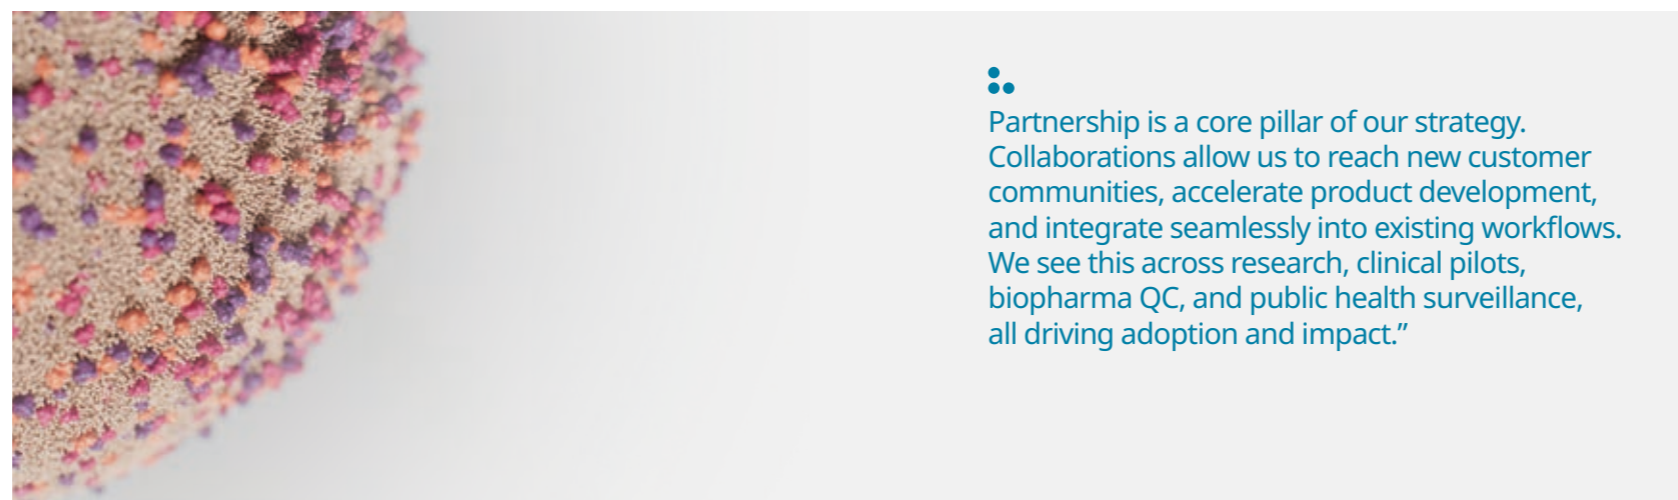 Partnership is a core pillar of our strategy.
Collaborations allow us to reach new customer
communities, accelerate product development,
and integrate seamlessly into existing workflows.
We see this across research, clinical pilots,
biopharma QC, and public health surveillance,
all driving adoption and impact.”